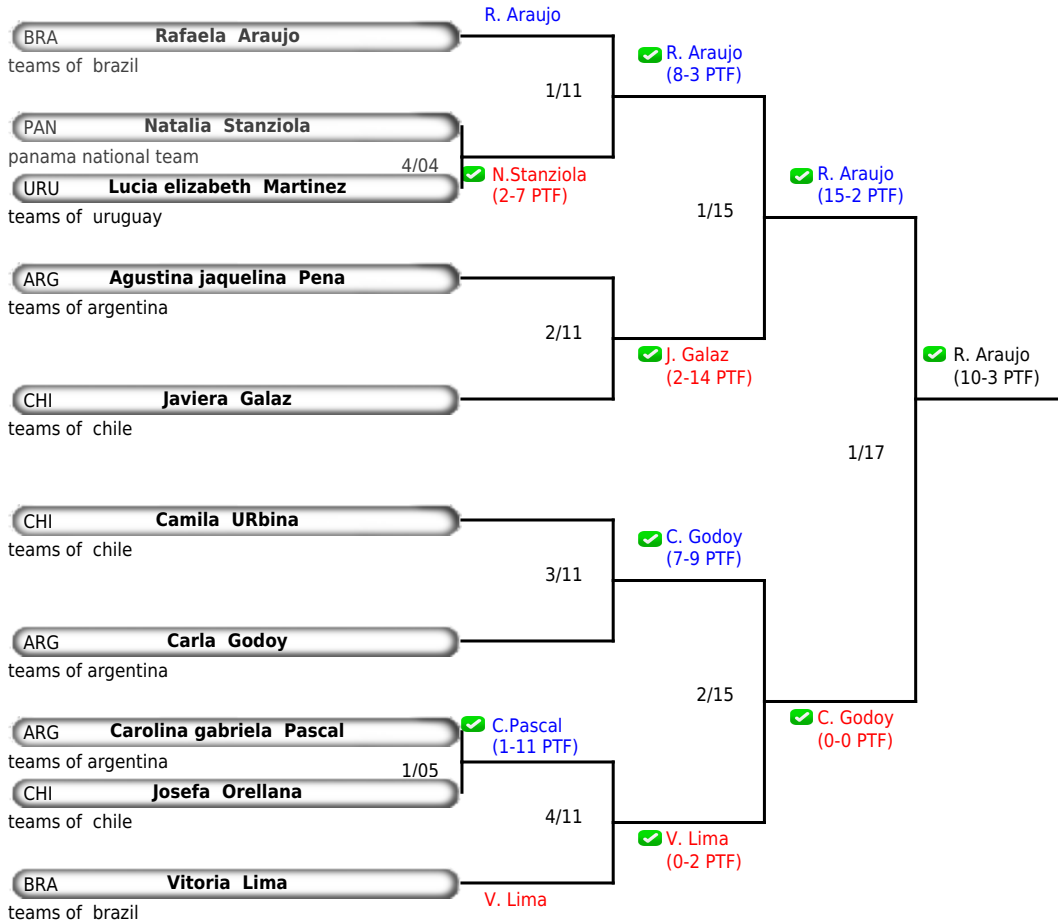 R. Araujo
BRA Rafaela Araujo
teams of brazil
R. Araujo
(8-3 PTF)
1/11
PAN Natalia Stanziola
panama national team
4/04
N.Stanziola
(2-7 PTF)
URU Lucia elizabeth Martinez
teams of uruguay
R. Araujo
(15-2 PTF)
1/15
ARG Agustina jaquelina Pena
teams of argentina
2/11
J. Galaz
(2-14 PTF)
R. Araujo
(10-3 PTF)
CHI Javiera Galaz
teams of chile
1/17
CHI Camila URbina
teams of chile
C. Godoy
(7-9 PTF)
3/11
ARG Carla Godoy
teams of argentina
2/15
C. Godoy
(0-0 PTF)
ARG Carolina gabriela Pascal
teams of argentina
C.Pascal
(1-11 PTF)
1/05
CHI Josefa Orellana
teams of chile
4/11
V. Lima
(0-2 PTF)
BRA Vitoria Lima
teams of brazil
V. Lima